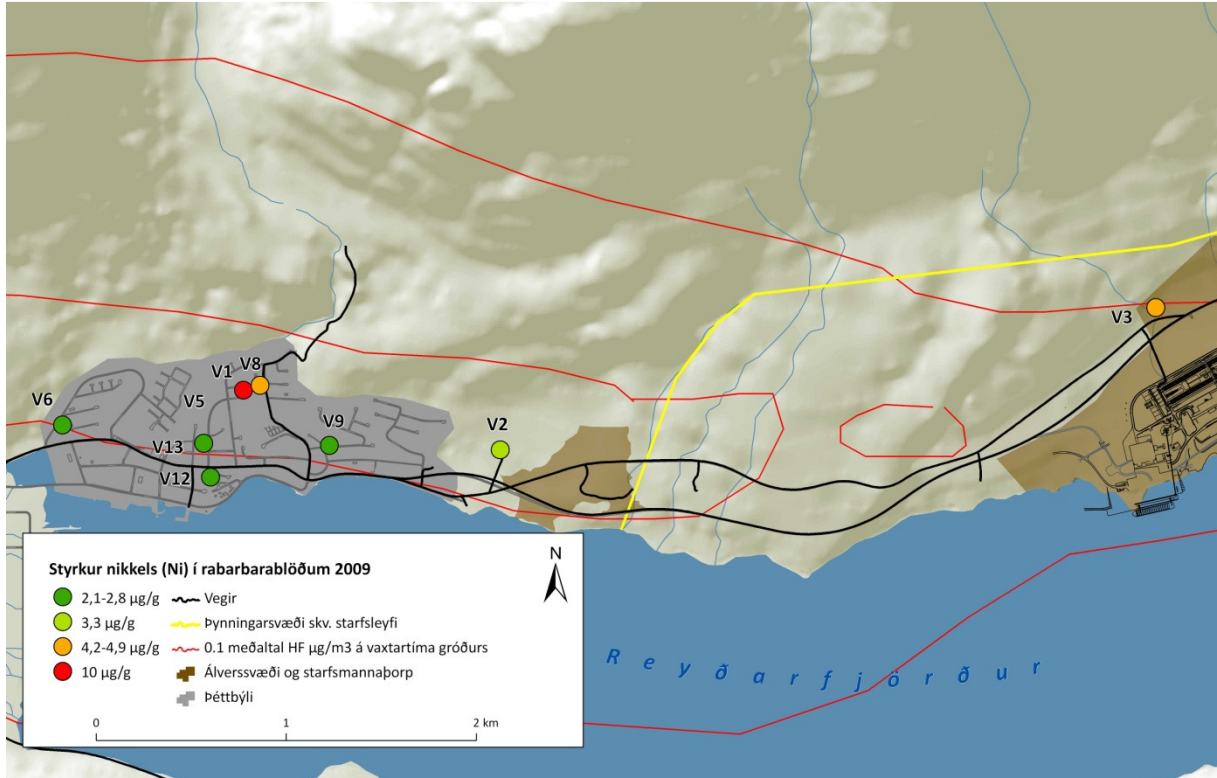 V3
V1
V8
V6
V5
V9
V2
V13
V12
Styrkur nikkels (Ni) í rabarbarablöðum 2009
N
2,1-2,8 µg/g
Vegir
3,3 µg/g
Þynningarsvæði skv. starfsleyfi
4,2-4,9 µg/g
0.1 meðaltal HF µg/m3 á vaxtartíma gróðurs
10 µg/g
Álverssvæði og starfsmannaþorp
Þéttbýli
0 1 2 km
Reyðarfjörður